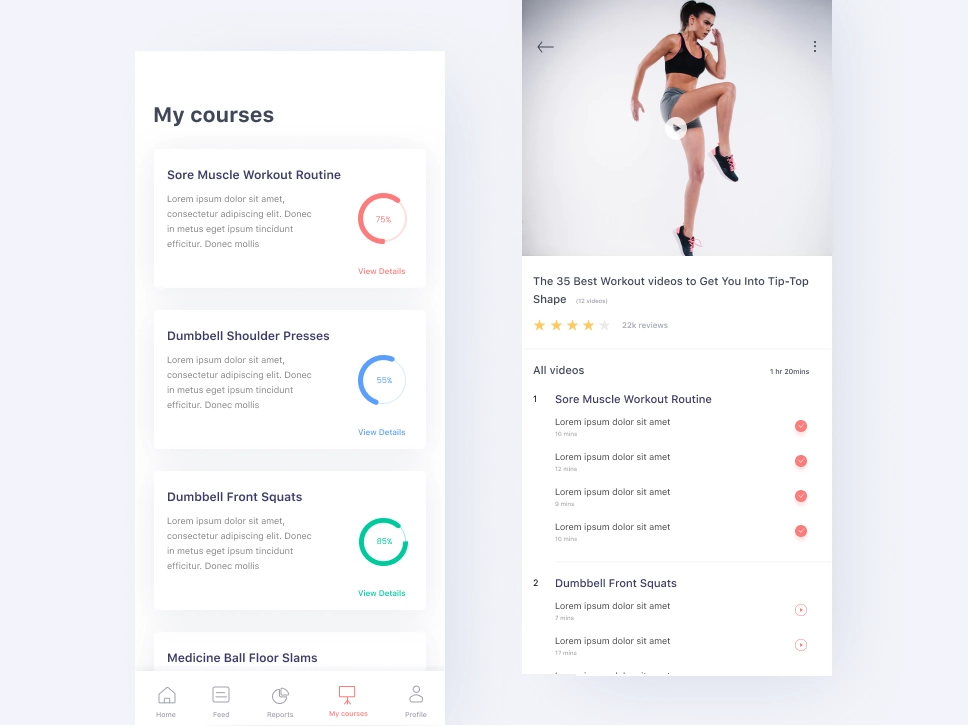 My courses
Sore Muscle Workout Routine
Lorem ipsum dolor sit amet,
consectetur adipiscing elit. Donec
in metus eget ipsum tincidunt
efficitur. Donec mollis
75%
View Details
Dumbbell Shoulder Presses
Lorem ipsum dolor sit amet,
consectetur adipiscing elit. Donec
in metus eget ipsum tincidunt
efficitur. Donec mollis
55%
View Details
Dumbbell Front Squats
Lorem ipsum dolor sit amet,
consectetur adipiscing elit. Donec
in metus eget ipsum tincidunt
efficitur. Donec mollis
85%
View Details
Medicine Ball Floor Slams
Home Feed Reports My courses Profile
The 35 Best Workout videos to Get You Into Tip-Top
Shape (12 videos)
22k reviews
All videos 1 hr 20mins
1 Sore Muscle Workout Routine
Lorem ipsum dolor sit amet
10 mins
Lorem ipsum dolor sit amet
12 mins
Lorem ipsum dolor sit amet
9 mins
Lorem ipsum dolor sit amet
10 mins
2 Dumbbell Front Squats
Lorem ipsum dolor sit amet
7 mins
Lorem ipsum dolor sit amet
17 mins